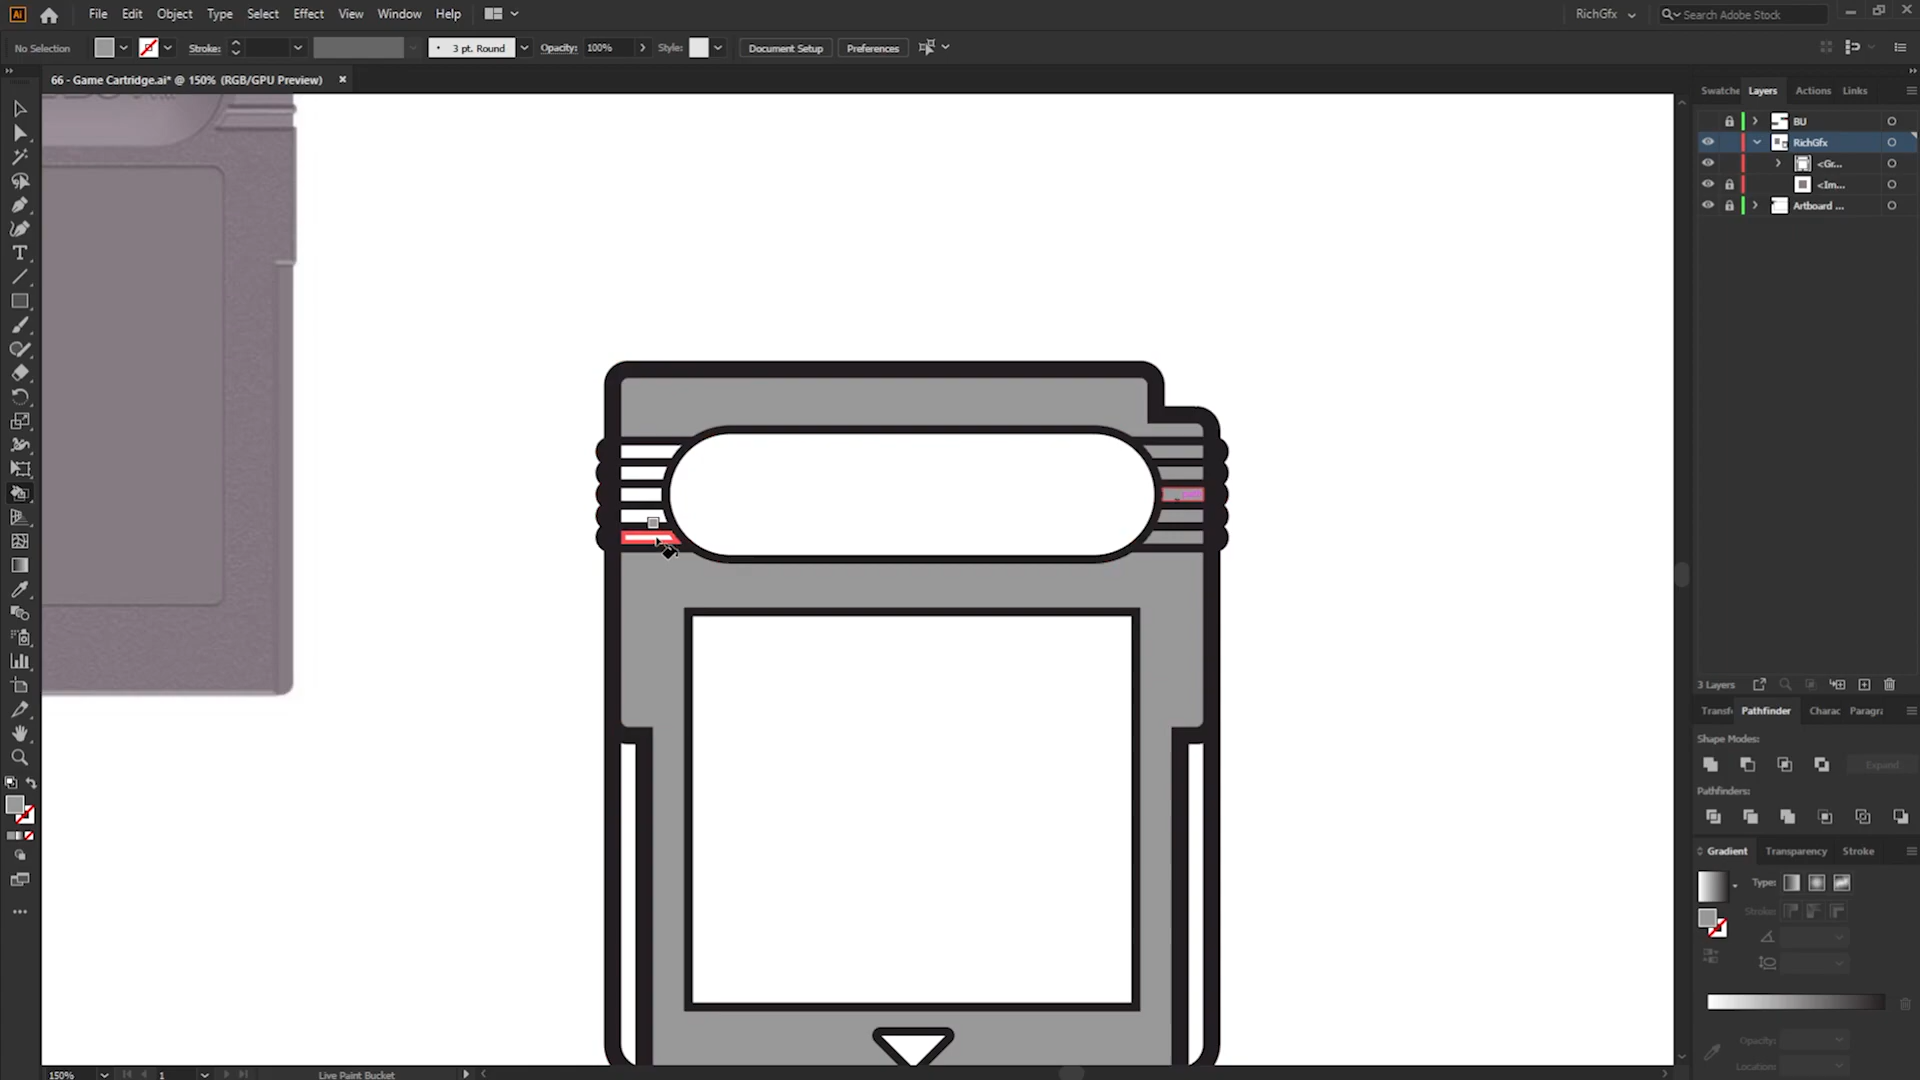 Ai
File Edit Object Type Select Effect View Window Help
RichGfx
Search Adobe Stock
No Selection
Stroke:
3 pt. Round
Opacity: 100%
Style:
Document Setup
Preferences
66 - Game Cartridge.ai* @ 150% (RGB/GPU Preview)
Swatche Layers Actions Links
BU
RichGfx
<Gr...
<Im...
Artboard ...
3 Layers
Transf Pathfinder Charac Paragra
Shape Modes:
Expand
Pathfinders:
Gradient Transparency Stroke
Type:
Stroke:
Opacity:
Location:
150%
1
Live Paint Bucket